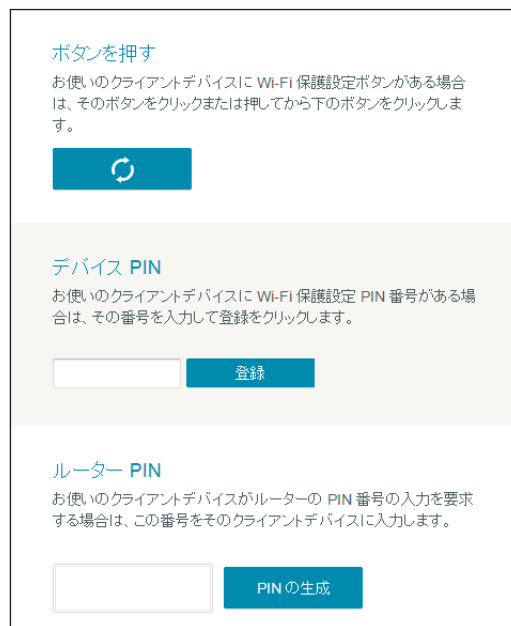 ボタンを押す
お使いのクライアントデバイスに Wi-Fi 保護設定ボタンがある場合
は、そのボタンをクリックまたは押してから下のボタンをクリックしま
す。
デバイス PIN
お使いのクライアントデバイスに Wi-Fi 保護設定 PIN 番号がある場
合は、その番号を入力して登録をクリックします。
登録
ルーター PIN
お使いのクライアントデバイスがルーターの PIN 番号の入力を要求
する場合は、この番号をそのクライアントデバイスに入力します。
PIN の生成